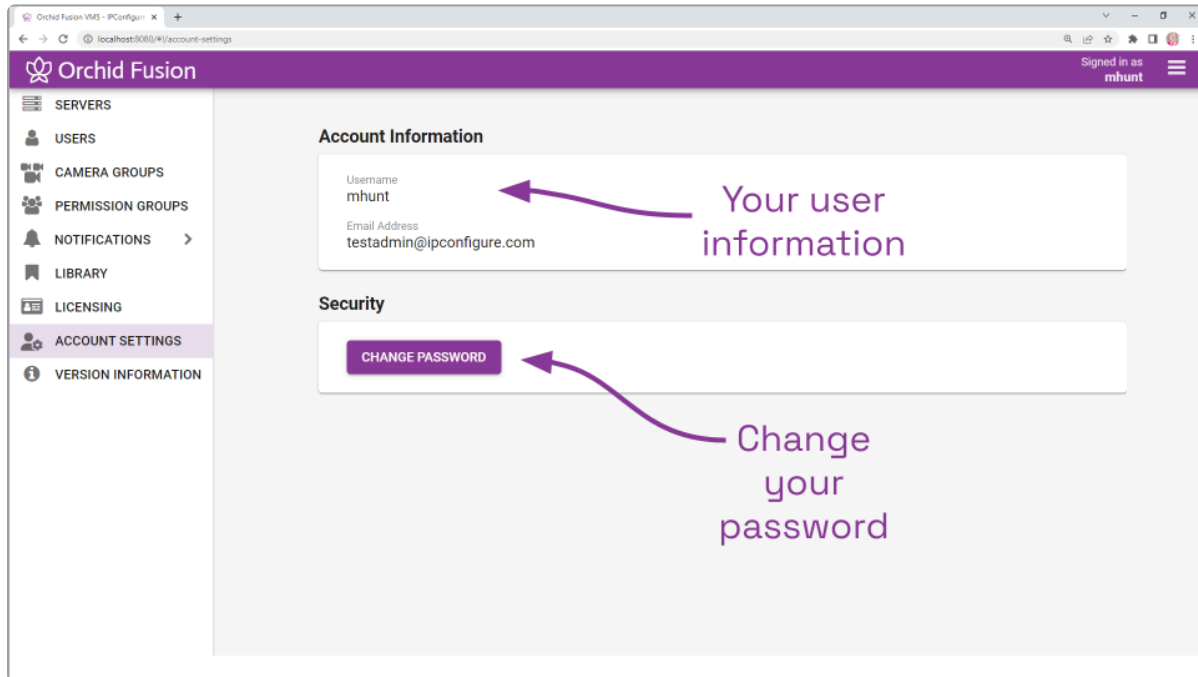 Orchid Fusion VMS - IPConfigure
localhost:8080/#!/account-settings
Orchid Fusion
Signed in as
mhunt
SERVERS
USERS
CAMERA GROUPS
PERMISSION GROUPS
NOTIFICATIONS
LIBRARY
LICENSING
ACCOUNT SETTINGS
VERSION INFORMATION
Account Information
Username
mhunt
Email Address
testadmin@ipconfigure.com
Your user
information
Security
CHANGE PASSWORD
Change
your
password